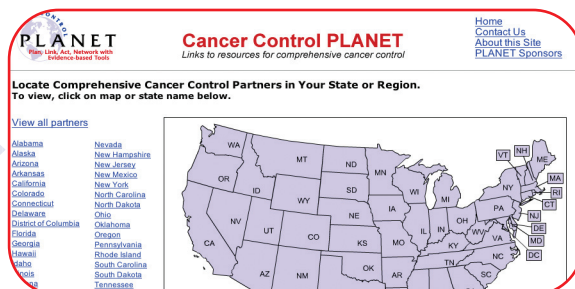 CONTROL
PLANET
Plan, Link, Act, Network with
Evidence-based Tools
Cancer Control PLANET
Links to resources for comprehensive cancer control
Home
Contact Us
About this Site
PLANET Sponsors
Locate Comprehensive Cancer Control Partners in Your State or Region.
To view, click on map or state name below.
View all partners
Alabama
Alaska
Arizona
Arkansas
California
Colorado
Connecticut
Delaware
District of Columbia
Florida
Georgia
Hawaii
Nevada
New Hampshire
New Jersey
New Mexico
New York
North Carolina
North Dakota
Ohio
Oklahoma
Oregon
Pennsylvania
Rhode Island
South Carolina
South Dakota
Tennessee
WA
MT
ND
MN
VT
NH
ME
OR
ID
WY
SD
WI
MI
NY
MA
RI
CT
NV
UT
CO
NE
IA
IL
IN
OH
PA
NJ
DE
MD
DC
CA
KS
MO
KY
WV
VA
AZ
NM
OK
AR
TN
NC
SC